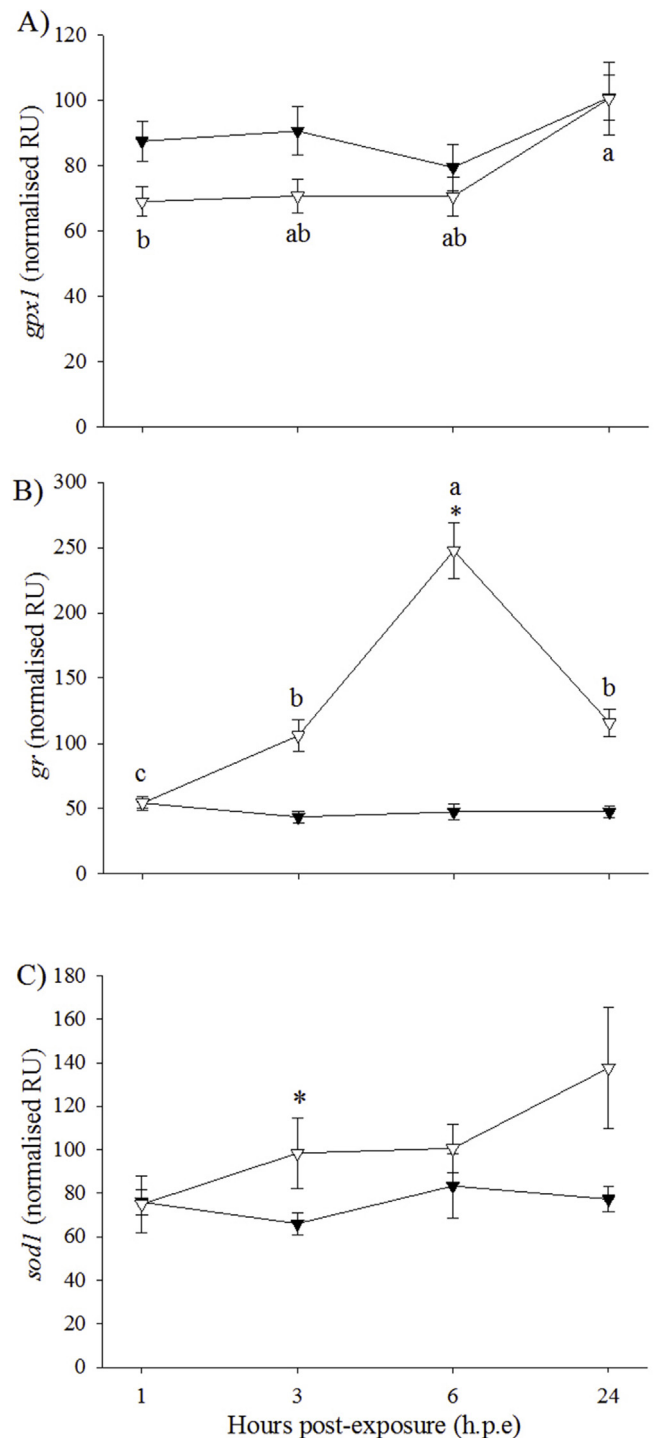 A)
120
100
80
60
40
20
0
gpx1 (normalised RU)
b
ab
ab
a
B)
300
250
200
150
100
50
0
gr (normalised RU)
c
b
a
*
b
C)
180
160
140
120
100
80
60
40
20
0
sod1 (normalised RU)
*
1 3 6 24
Hours post-exposure (h.p.e)